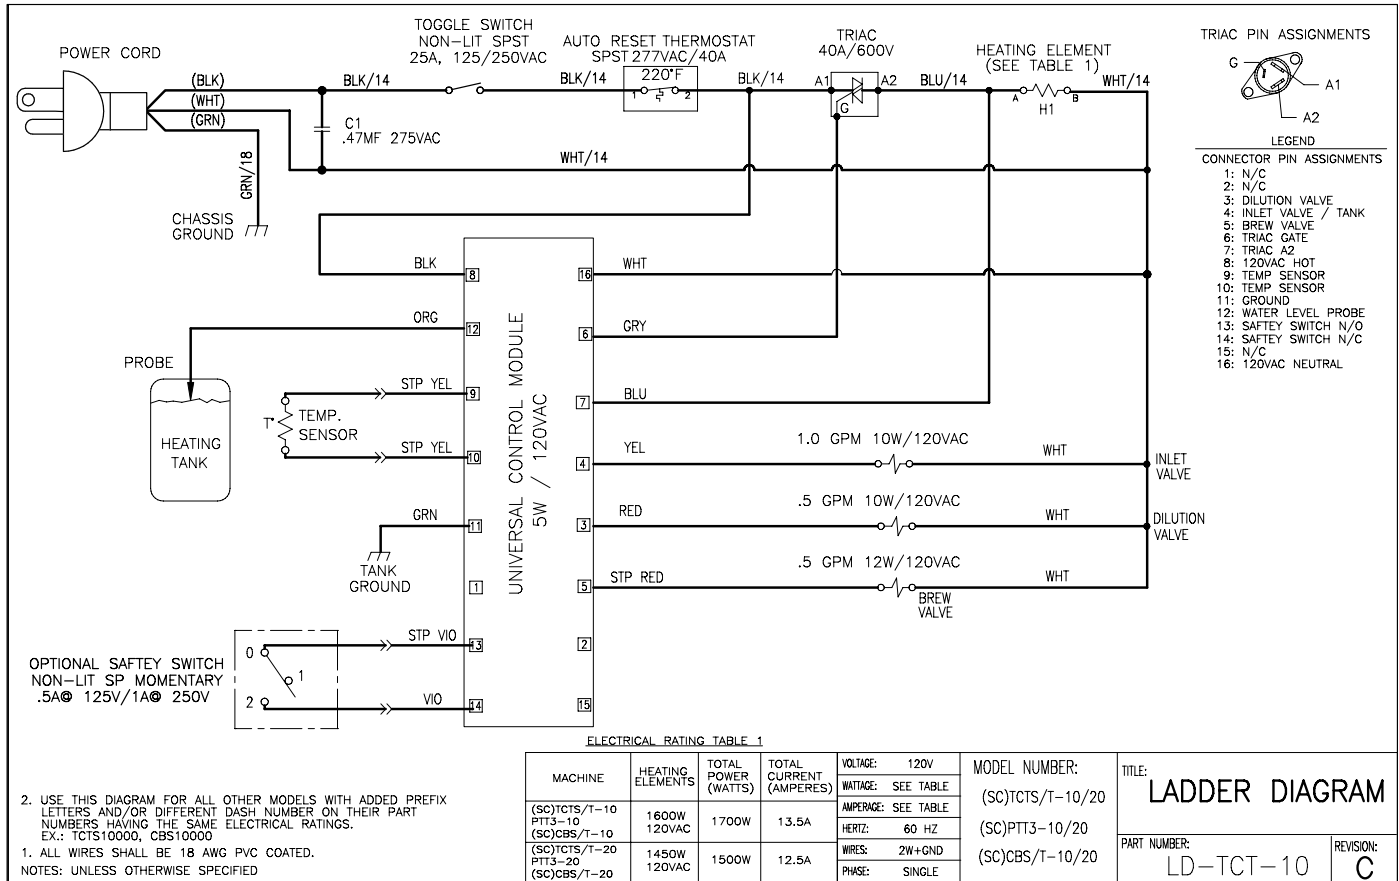 POWER CORD
(BLK)
(WHT)
(GRN)
GRN/18
CHASSIS
GROUND
C1
.47MF 275VAC
BLK/14
TOGGLE SWITCH
NON-LIT SPST
25A, 125/250VAC
BLK/14
AUTO RESET THERMOSTAT
SPST 277VAC/40A
220°F
1
2
BLK/14
TRIAC
40A/600V
A1
A2
G
BLU/14
HEATING ELEMENT
(SEE TABLE 1)
A
H1
B
WHT/14
WHT/14
TRIAC PIN ASSIGNMENTS
G
A1
A2
LEGEND
CONNECTOR PIN ASSIGNMENTS
1: N/C
2: N/C
3: DILUTION VALVE
4: INLET VALVE / TANK
5: BREW VALVE
6: TRIAC GATE
7: TRIAC A2
8: 120VAC HOT
9: TEMP SENSOR
10: TEMP SENSOR
11: GROUND
12: WATER LEVEL PROBE
13: SAFTEY SWITCH N/O
14: SAFTEY SWITCH N/C
15: N/C
16: 120VAC NEUTRAL
BLK
8
ORG
12
PROBE
HEATING
TANK
STP YEL
9
T°
TEMP.
SENSOR
STP YEL
10
GRN
11
TANK
GROUND
1
STP VIO
13
VIO
14
OPTIONAL SAFTEY SWITCH
NON-LIT SP MOMENTARY
.5A@ 125V/1A@ 250V
0
1
2
UNIVERSAL CONTROL MODULE
5W / 120VAC
16
WHT
6
GRY
7
BLU
4
YEL
1.0 GPM 10W/120VAC
WHT
INLET
VALVE
3
RED
.5 GPM 10W/120VAC
WHT
DILUTION
VALVE
5
STP RED
.5 GPM 12W/120VAC
WHT
BREW
VALVE
2
15
2. USE THIS DIAGRAM FOR ALL OTHER MODELS WITH ADDED PREFIX
LETTERS AND/OR DIFFERENT DASH NUMBER ON THEIR PART
NUMBERS HAVING THE SAME ELECTRICAL RATINGS.
EX.: TCTS10000, CBS10000
1. ALL WIRES SHALL BE 18 AWG PVC COATED.
NOTES: UNLESS OTHERWISE SPECIFIED
ELECTRICAL RATING TABLE 1
MACHINE
HEATING
ELEMENTS
TOTAL
POWER
(WATTS)
TOTAL
CURRENT
(AMPERES)
(SC)TCTS/T-10
PTT3-10
(SC)CBS/T-10
1600W
120VAC
1700W
13.5A
(SC)TCTS/T-20
PTT3-20
(SC)CBS/T-20
1450W
120VAC
1500W
12.5A
VOLTAGE: 120V
WATTAGE: SEE TABLE
AMPERAGE: SEE TABLE
HERTZ: 60 HZ
WIRES: 2W+GND
PHASE: SINGLE
MODEL NUMBER:
(SC)TCTS/T-10/20
(SC)PTT3-10/20
(SC)CBS/T-10/20
TITLE:
LADDER DIAGRAM
PART NUMBER:
LD-TCT-10
REVISION:
C